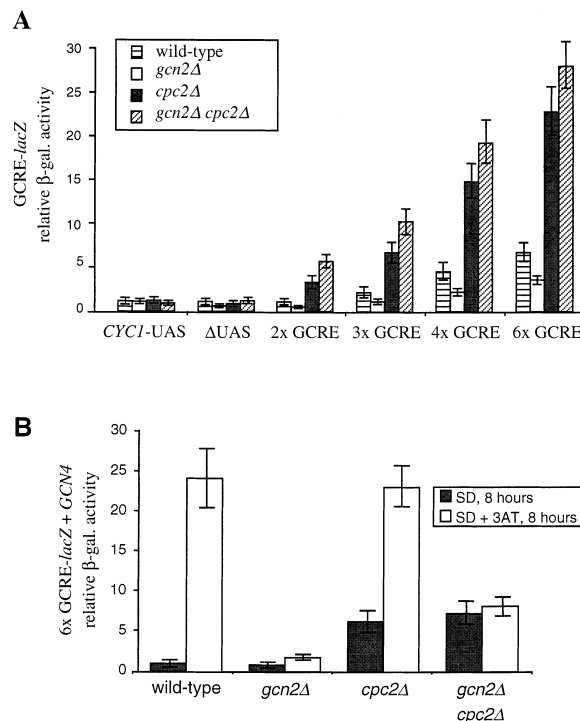 A
GCRE-lacZ
relative β-gal. activity
30
25
20
15
10
5
0
wild-type
gcn2Δ
cpc2Δ
gcn2Δ cpc2Δ
CYC1-UAS ΔUAS 2x GCRE 3x GCRE 4x GCRE 6x GCRE
B
6x GCRE-lacZ + GCN4
relative β-gal. activity
30
25
20
15
10
5
0
SD, 8 hours
SD + 3AT, 8 hours
wild-type gcn2Δ cpc2Δ gcn2Δ
cpc2Δ